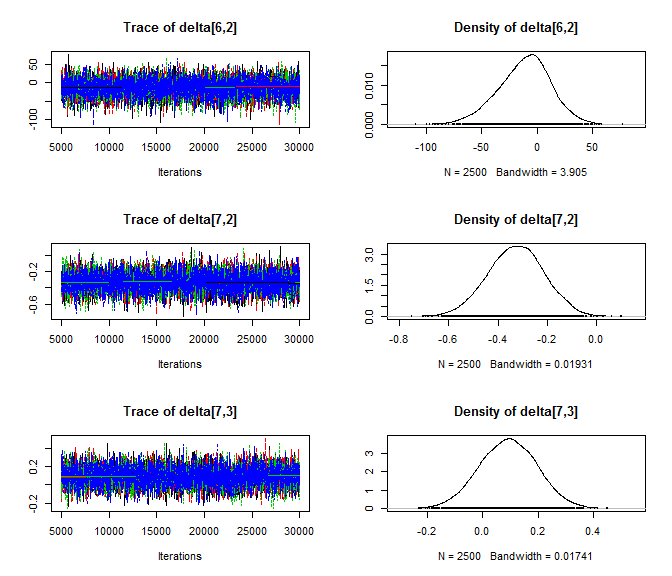 Trace of delta[6,2]
-100 0 50
5000 10000 15000 20000 25000 30000
Iterations
Density of delta[6,2]
0.000 0.010
-100 -50 0 50
N = 2500 Bandwidth = 3.905
Trace of delta[7,2]
-0.6 -0.2
5000 10000 15000 20000 25000 30000
Iterations
Density of delta[7,2]
0.0 1.5 3.0
-0.8 -0.6 -0.4 -0.2 0.0
N = 2500 Bandwidth = 0.01931
Trace of delta[7,3]
-0.2 0.2
5000 10000 15000 20000 25000 30000
Iterations
Density of delta[7,3]
0 1 2 3
-0.2 0.0 0.2 0.4
N = 2500 Bandwidth = 0.01741